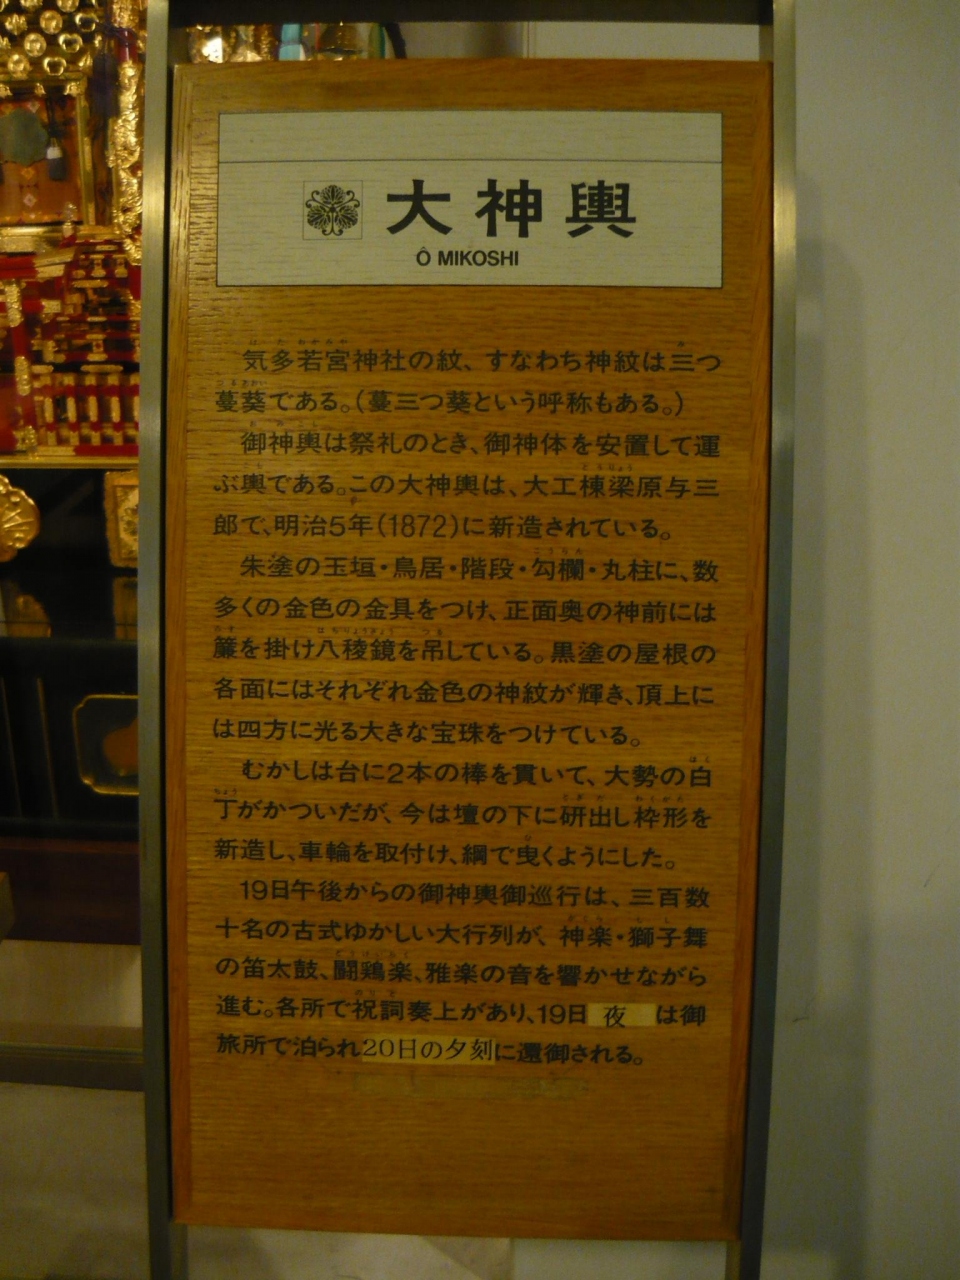 大神輿
Ô MIKOSHI
気多若宮神社の紋、すなわち神紋は三つ
蔓葵である。(蔓三つ葵という呼称もある。)
御神輿は祭礼のとき、御神体を安置して運
ぶ輿である。この大神輿は、大工棟梁原与三
郎で、明治5年(1872)に新造されている。
朱塗の玉垣・鳥居・階段・勾欄・丸柱に、数
多くの金色の金具をつけ、正面奥の神前には
簾を掛け八稜鏡を吊している。黒塗の屋根の
各面にはそれぞれ金色の神紋が輝き、頂上に
は四方に光る大きな宝珠をつけている。
むかしは台に2本の棒を貫いて、大勢の白
丁がかついだが、今は壇の下に研出し枠形を
新造し、車輪を取付け、綱で曳くようにした。
19日午後からの御神輿御巡行は、三百数
十名の古式ゆかしい大行列が、神楽・獅子舞
の笛太鼓、闘鶏楽、雅楽の音を響かせながら
進む。各所で祝詞奏上があり、19日 夜 は御
旅所で泊られ20日の夕刻に還御される。